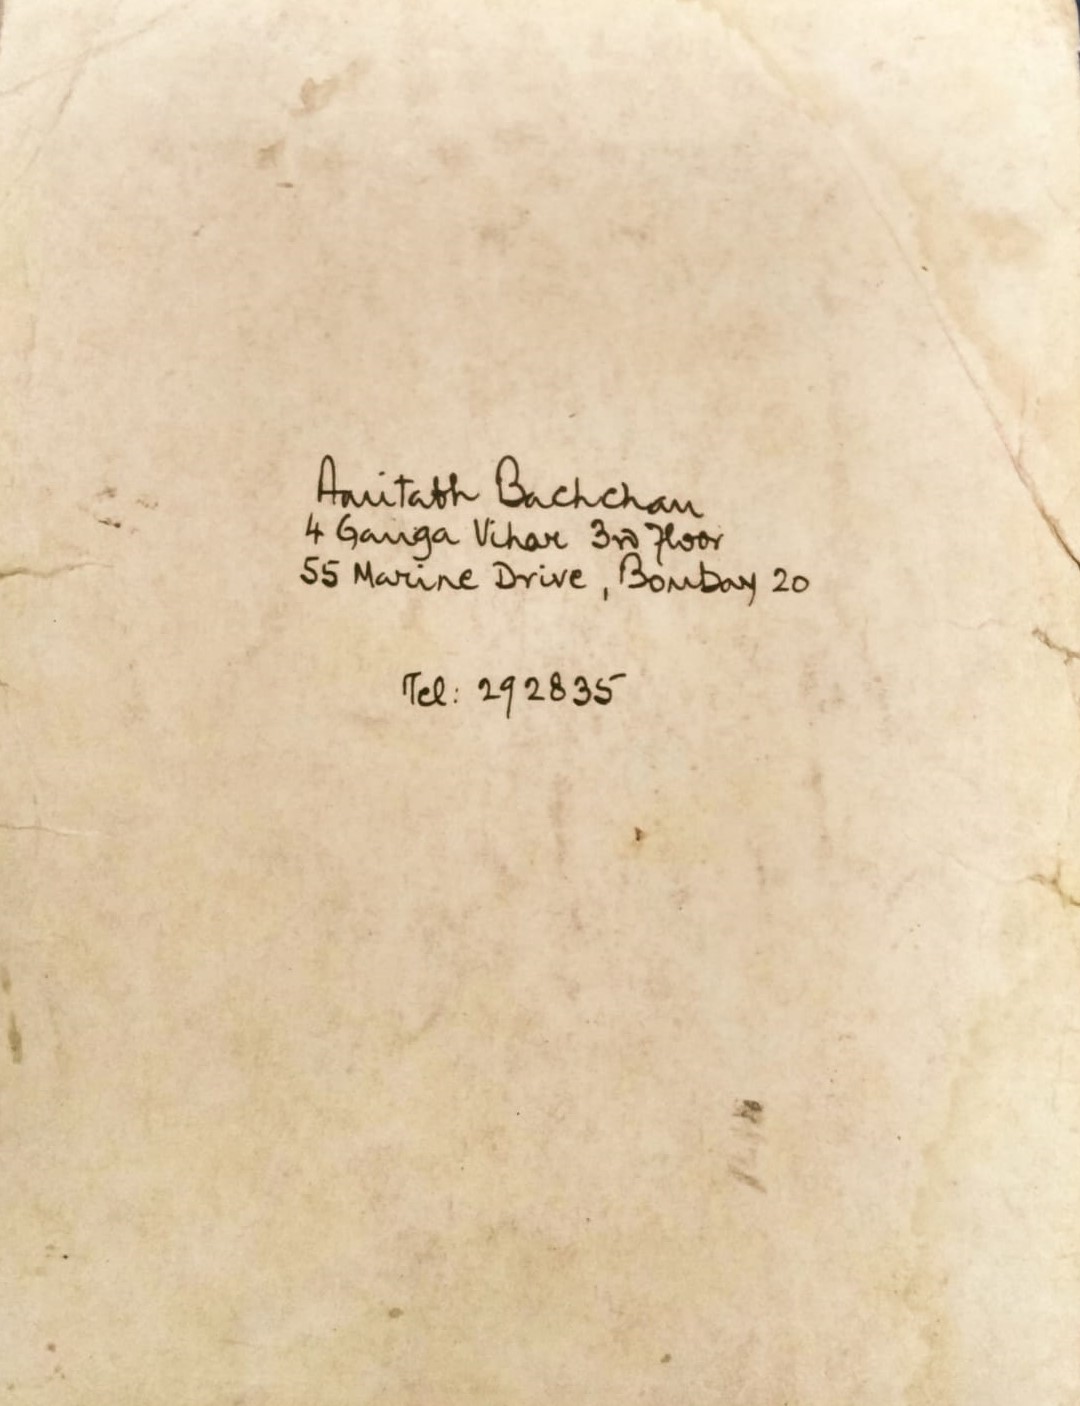 Amitabh Bachchan
4 Ganga Vihar 3rd Floor
55 Marine Drive, Bombay 20
Tel: 292835